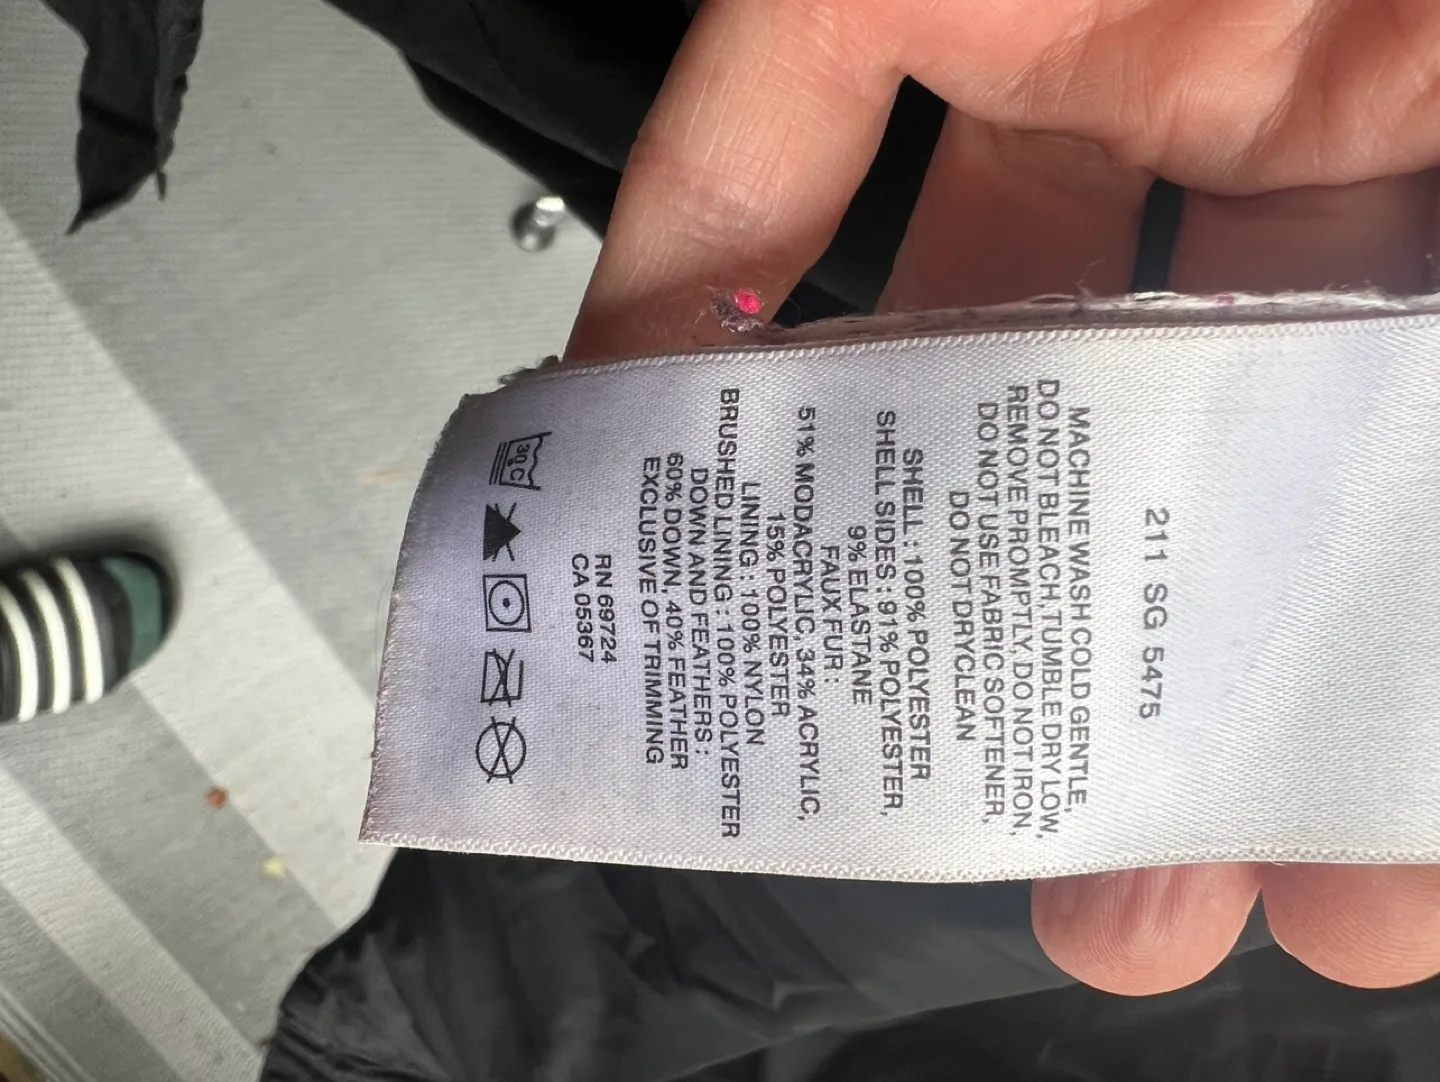 211 SG 5475
MACHINE WASH COLD GENTLE,
DO NOT BLEACH, TUMBLE DRY LOW,
REMOVE PROMPTLY, DO NOT IRON,
DO NOT USE FABRIC SOFTENER,
DO NOT DRYCLEAN
SHELL : 100% POLYESTER
SHELL SIDES : 91% POLYESTER,
9% ELASTANE
FAUX FUR :
51% MODACRYLIC, 34% ACRYLIC,
15% POLYESTER
LINING : 100% NYLON
BRUSHED LINING : 100% POLYESTER
DOWN AND FEATHERS :
60% DOWN, 40% FEATHER
EXCLUSIVE OF TRIMMING
RN 69724
CA 05367
30°C